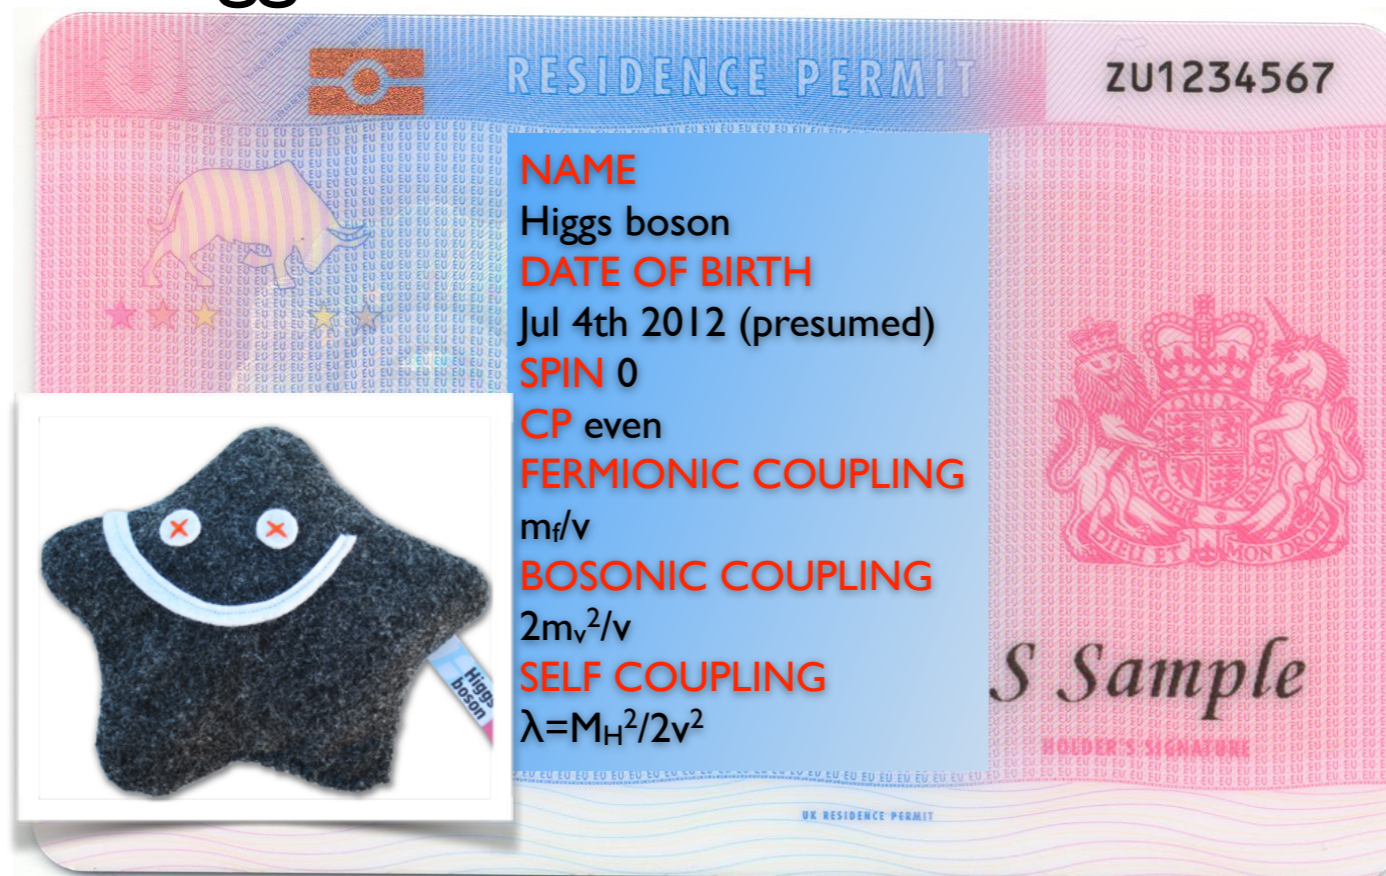 RESIDENCE PERMIT
ZU1234567
NAME
Higgs boson
DATE OF BIRTH
Jul 4th 2012 (presumed)
SPIN 0
CP even
FERMIONIC COUPLING
mf/v
BOSONIC COUPLING
2mv²/v
SELF COUPLING
λ=MH²/2v²
Higgs
boson
S Sample
HOLDER'S SIGNATURE
DIEU ET MON DROIT
UK RESIDENCE PERMIT